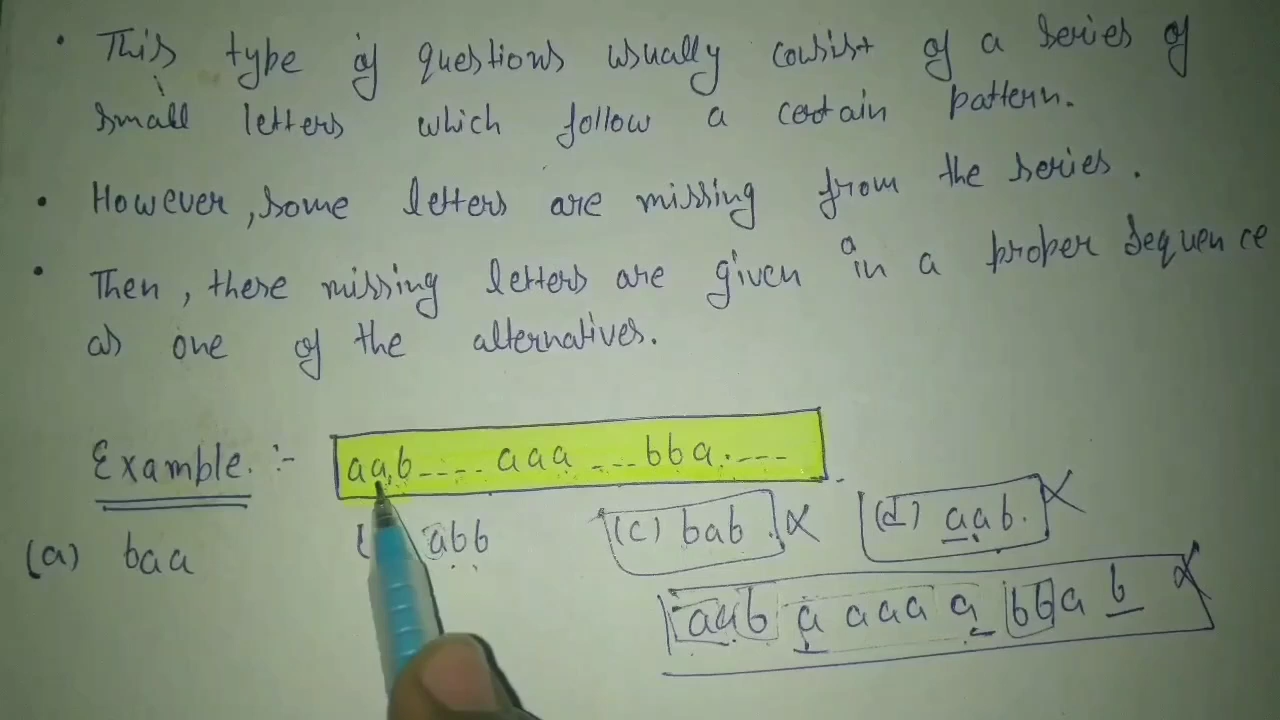 • This type of questions usually cosist of a series of
small letters which follow a certain pattern.
• However, some letters are missing from the series.
• Then, these missing letters are given in a proper sequence
as one of the alternatives.
Example :- aab---- aaa ---bba----
(a) baa ( abb (c) bab. (d) aab.
aab a aaa a bba b